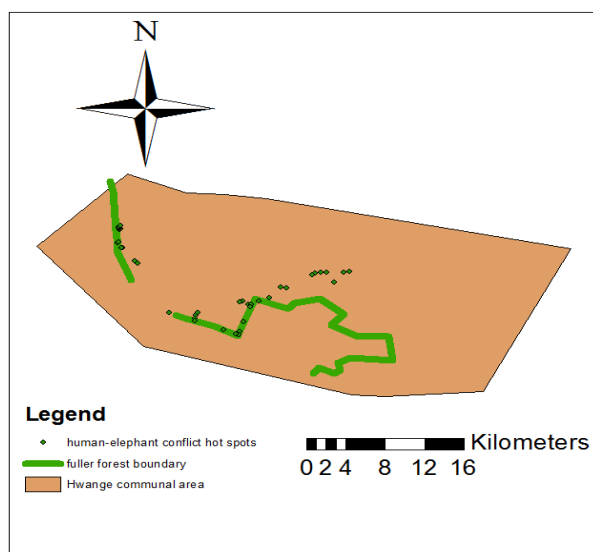 N
Legend
human-elephant conflict hot spots
fuller forest boundary
Hwange communal area
Kilometers
0 2 4 8 12 16